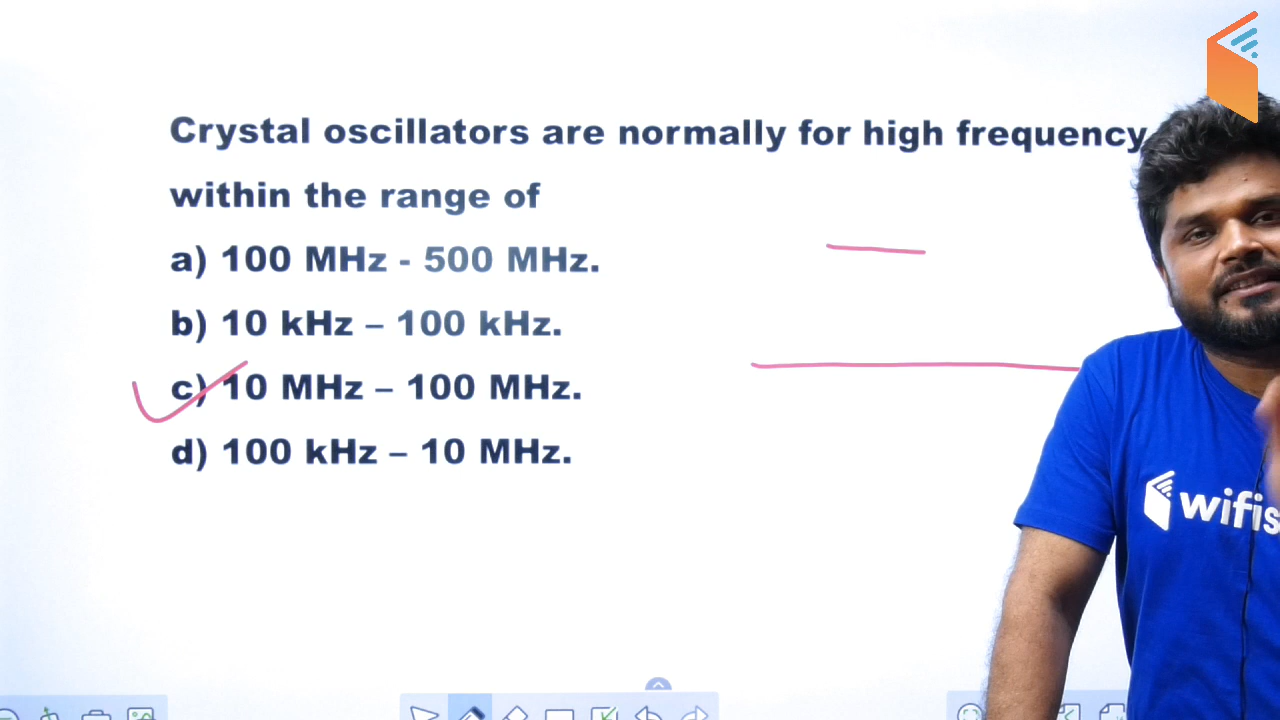 Crystal oscillators are normally for high frequency
within the range of
a) 100 MHz - 500 MHz.
b) 10 kHz – 100 kHz.
c) 10 MHz – 100 MHz.
d) 100 kHz – 10 MHz.
wifis